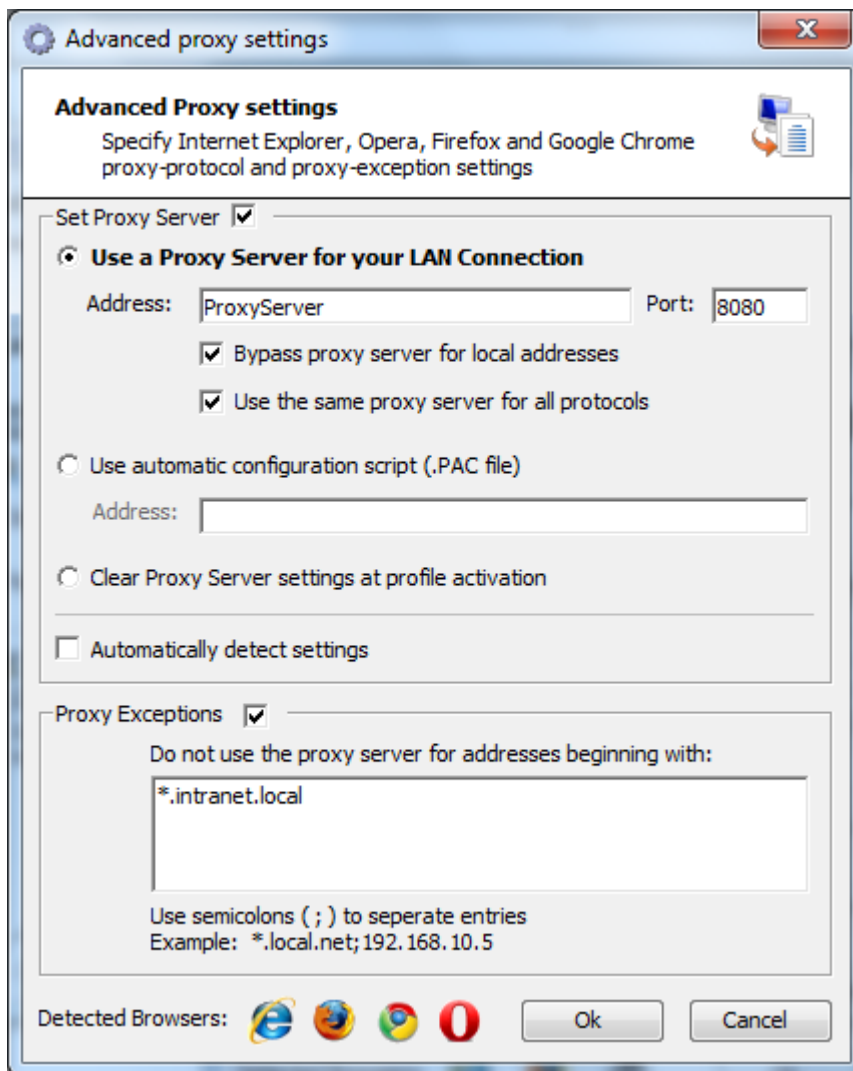 Advanced proxy settings
Advanced Proxy settings
Specify Internet Explorer, Opera, Firefox and Google Chrome
proxy-protocol and proxy-exception settings
Set Proxy Server
Use a Proxy Server for your LAN Connection
Address: ProxyServer Port: 8080
Bypass proxy server for local addresses
Use the same proxy server for all protocols
Use automatic configuration script (.PAC file)
Address:
Clear Proxy Server settings at profile activation
Automatically detect settings
Proxy Exceptions
Do not use the proxy server for addresses beginning with:
*.intranet.local
Use semicolons ( ; ) to seperate entries
Example: *.local.net;192.168.10.5
Detected Browsers: Ok Cancel